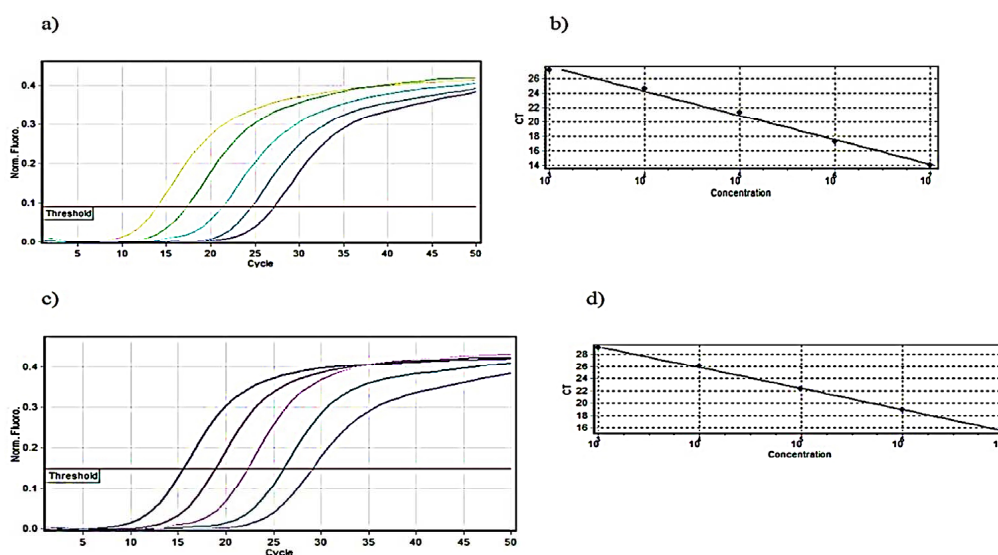 a)
Norm. Fluoro.
0.4
0.3
0.2
0.1
0.0
Threshold
5 10 15 20 25 30 35 40 45 50
Cycle
b)
CT
26
24
22
20
18
16
14
Concentration
c)
Norm. Fluoro.
0.4
0.3
0.2
0.1
0.0
Threshold
5 10 15 20 25 30 35 40 45 50
Cycle
d)
CT
28
26
24
22
20
18
16
Concentration